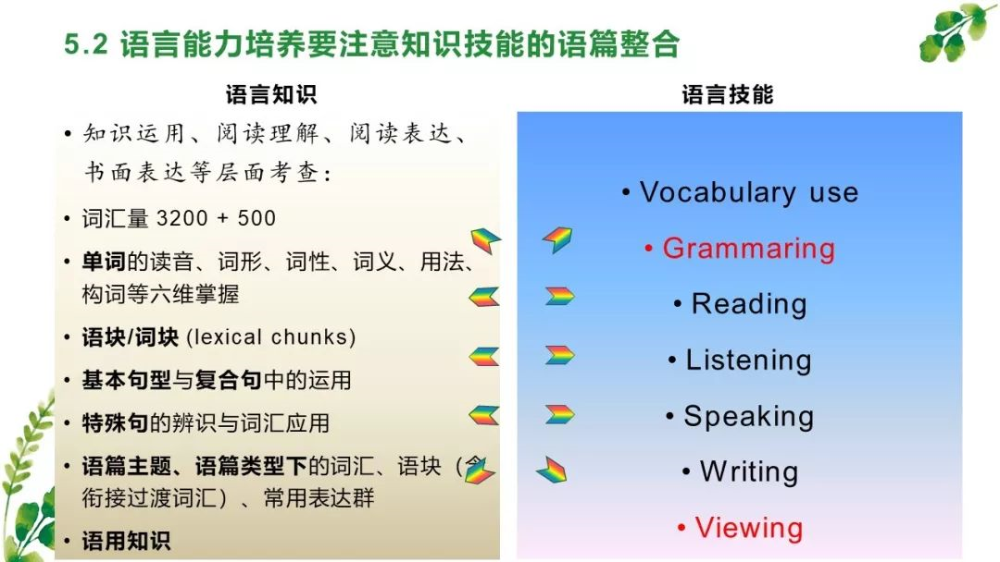 5.2 语言能力培养要注意知识技能的语篇整合
语言知识
• 知识运用、阅读理解、阅读表达、
书面表达等层面考查：
• 词汇量 3200 + 500
• 单词的读音、词形、词性、词义、用法、
构词等六维掌握
• 语块/词块 (lexical chunks)
• 基本句型与复合句中的运用
• 特殊句的辨识与词汇应用
• 语篇主题、语篇类型下的词汇、语块（含
衔接过渡词汇）、常用表达群
• 语用知识
语言技能
• Vocabulary use
• Grammaring
• Reading
• Listening
• Speaking
• Writing
• Viewing